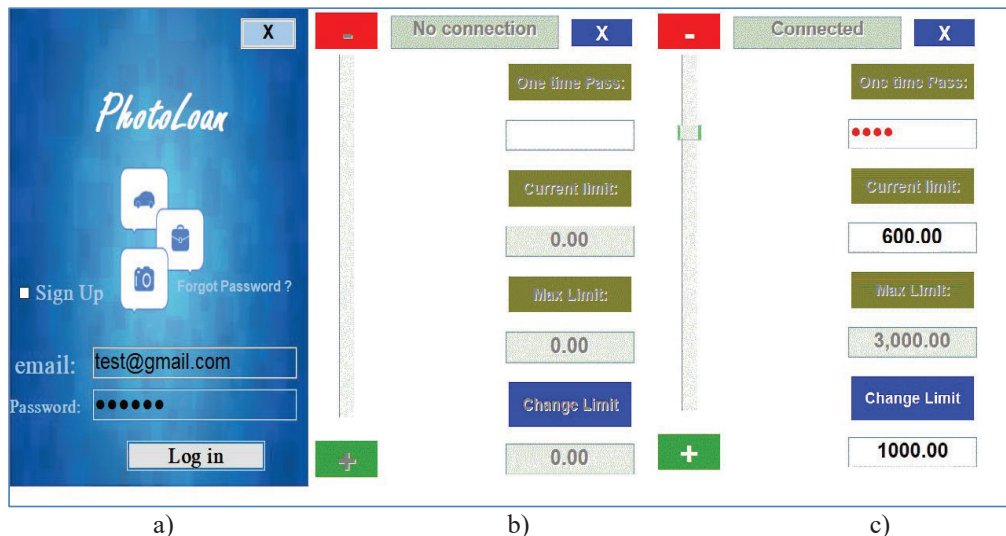 X
PhotoLoan
Forgot Password ?
Sign Up
email:
test@gmail.com
Password:
●●●●●●
Log in
- No connection X
One time Pass:
Current limit:
0.00
Max Limit:
0.00
Change Limit
+ 0.00
- Connected X
One time Pass:
●●●●
Current limit:
600.00
Max Limit:
3,000.00
Change Limit
+ 1000.00
a) b) c)